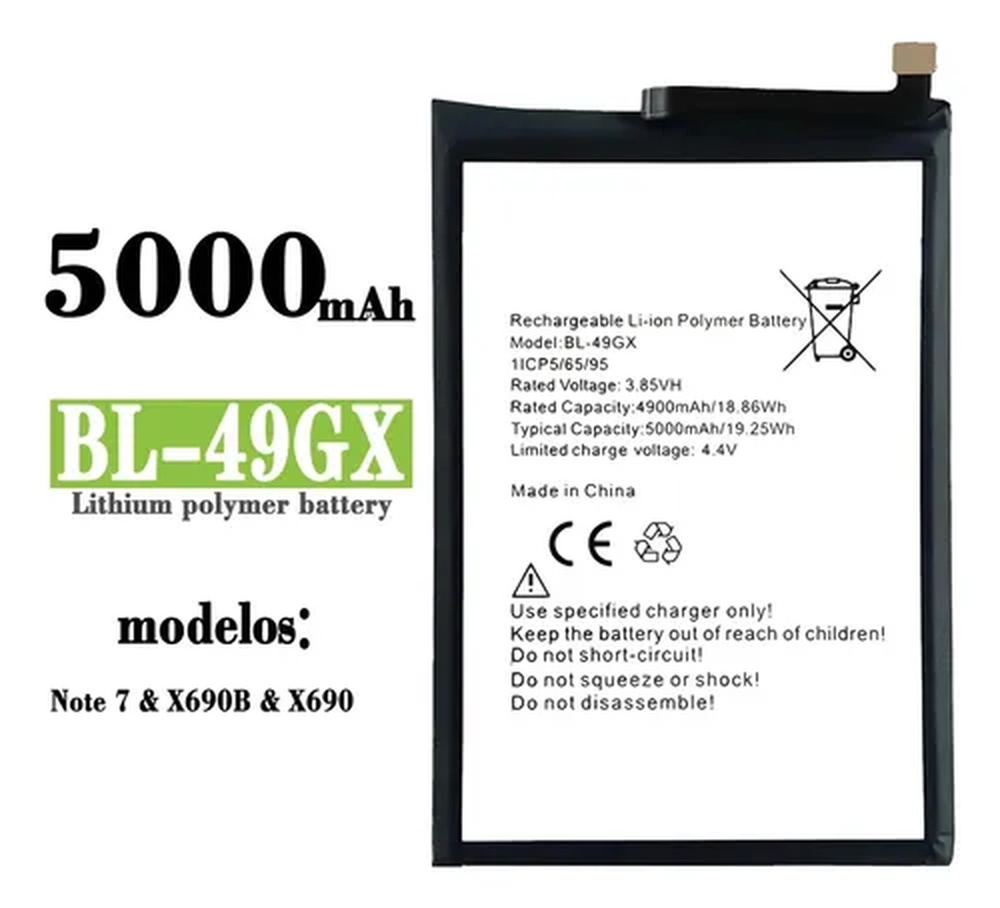 5000mAh
BL-49GX
Lithium polymer battery
modelos:
Note 7 & X690B & X690
Rechargeable Li-ion Polymer Battery
Model:BL-49GX
1ICP5/65/95
Rated Voltage: 3.85VH
Rated Capacity:4900mAh/18.86Wh
Typical Capacity:5000mAh/19.25Wh
Limited charge voltage: 4.4V
Made in China
CE
Use specified charger only!
Keep the battery out of reach of children!
Do not short-circuit!
Do not squeeze or shock!
Do not disassemble!